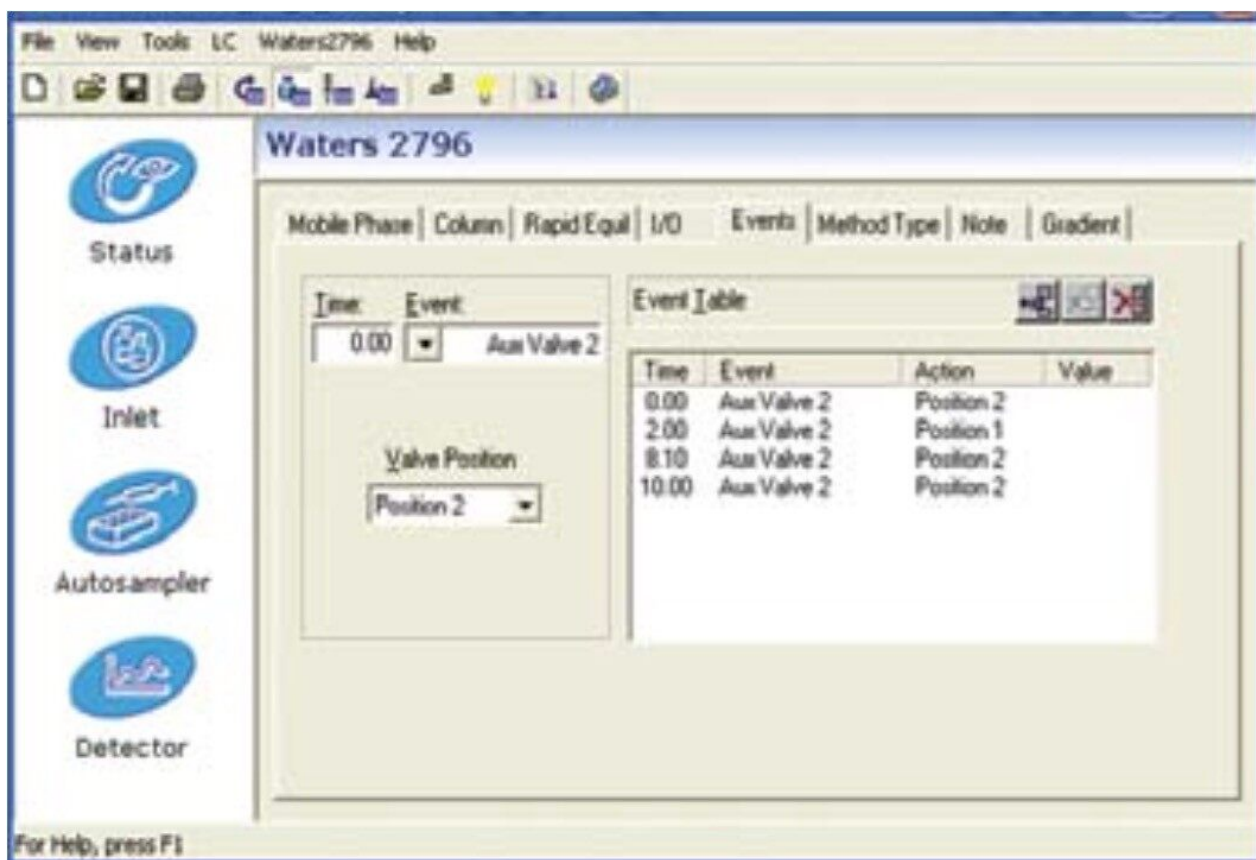 File View Tools LC Waters2796 Help
Waters 2796
Mobile Phase Column Rapid Equil I/O Events Method Type Note Gradient
Status
Inlet
Autosampler
Detector
Time: Event:
0.00 Aux Valve 2
Valve Position
Position 2
Event Table
Time Event Action Value
0.00 Aux Valve 2 Position 2
2.00 Aux Valve 2 Position 1
8.10 Aux Valve 2 Position 2
10.00 Aux Valve 2 Position 2
For Help, press F1